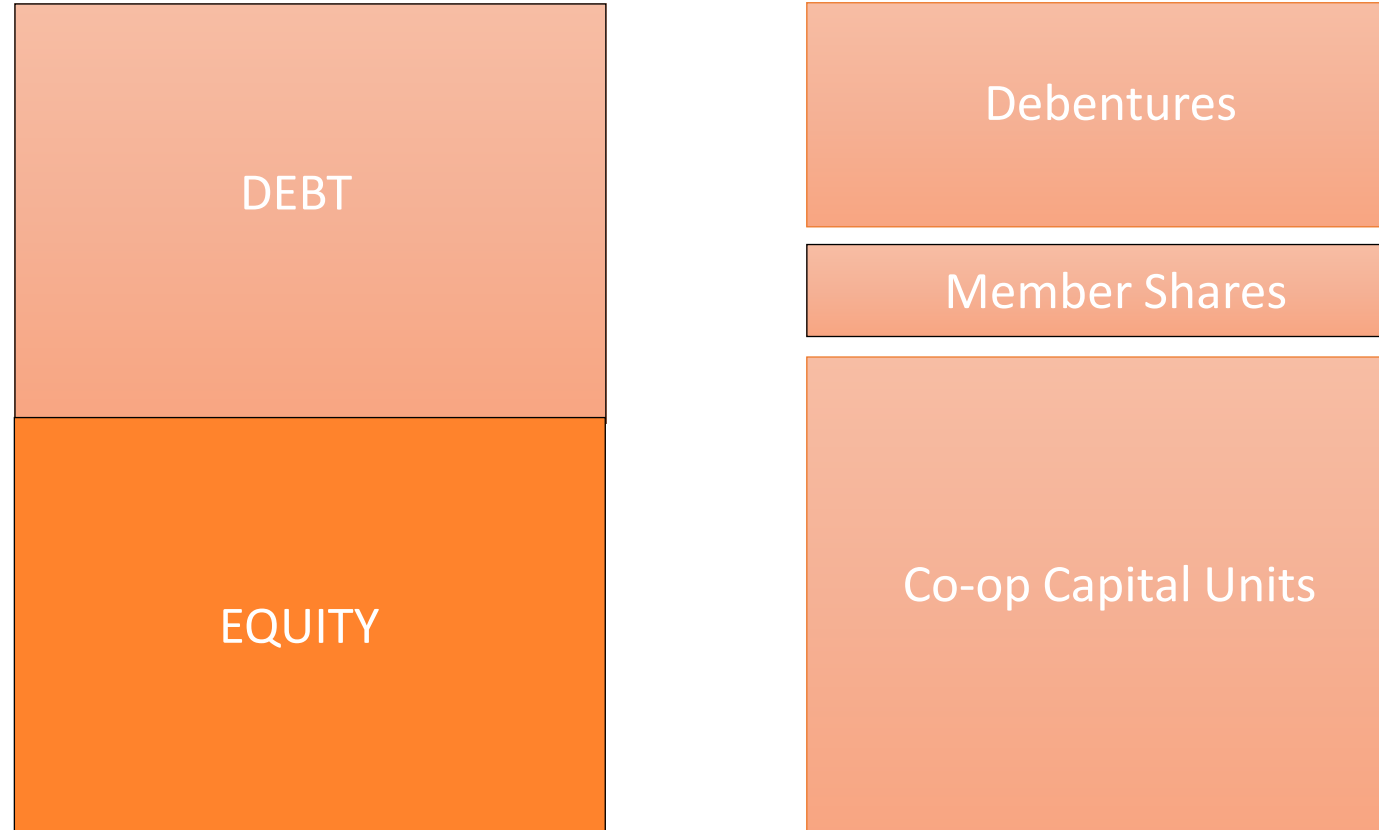 DEBT
EQUITY
Debentures
Member Shares
Co-op Capital Units